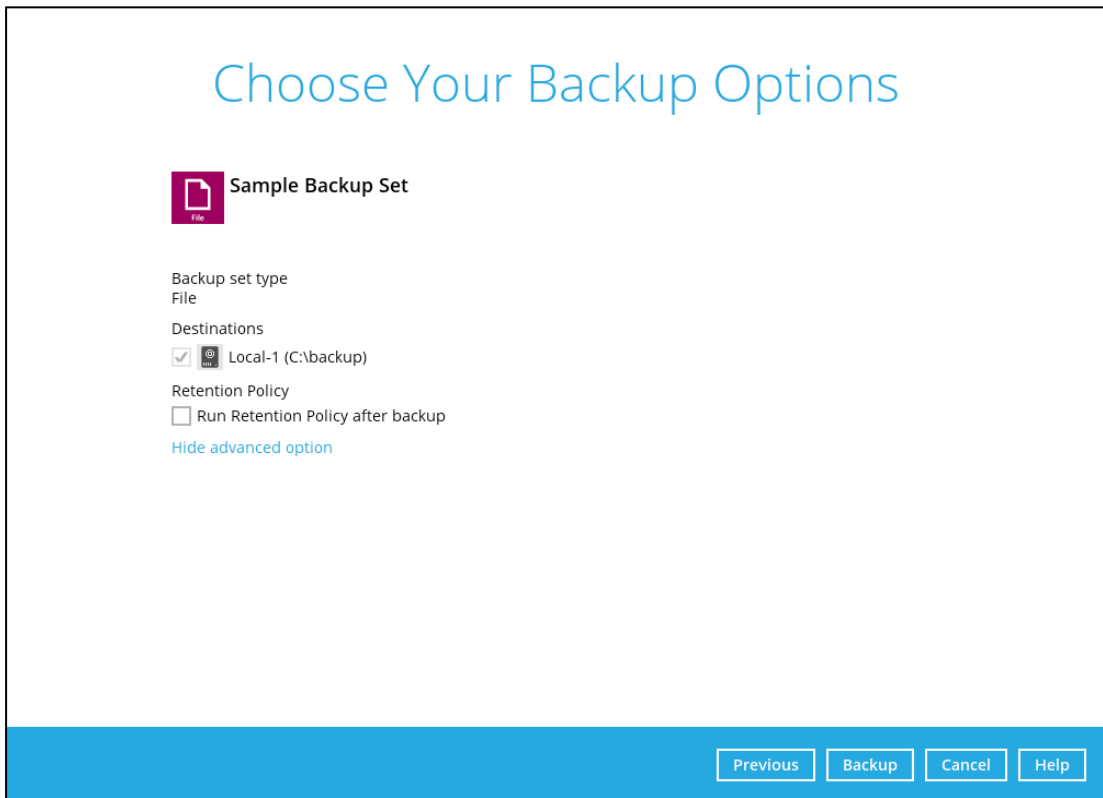 Choose Your Backup Options
Sample Backup Set
File
Backup set type
File
Destinations
Local-1 (C:\backup)
Retention Policy
Run Retention Policy after backup
Hide advanced option
Previous Backup Cancel Help